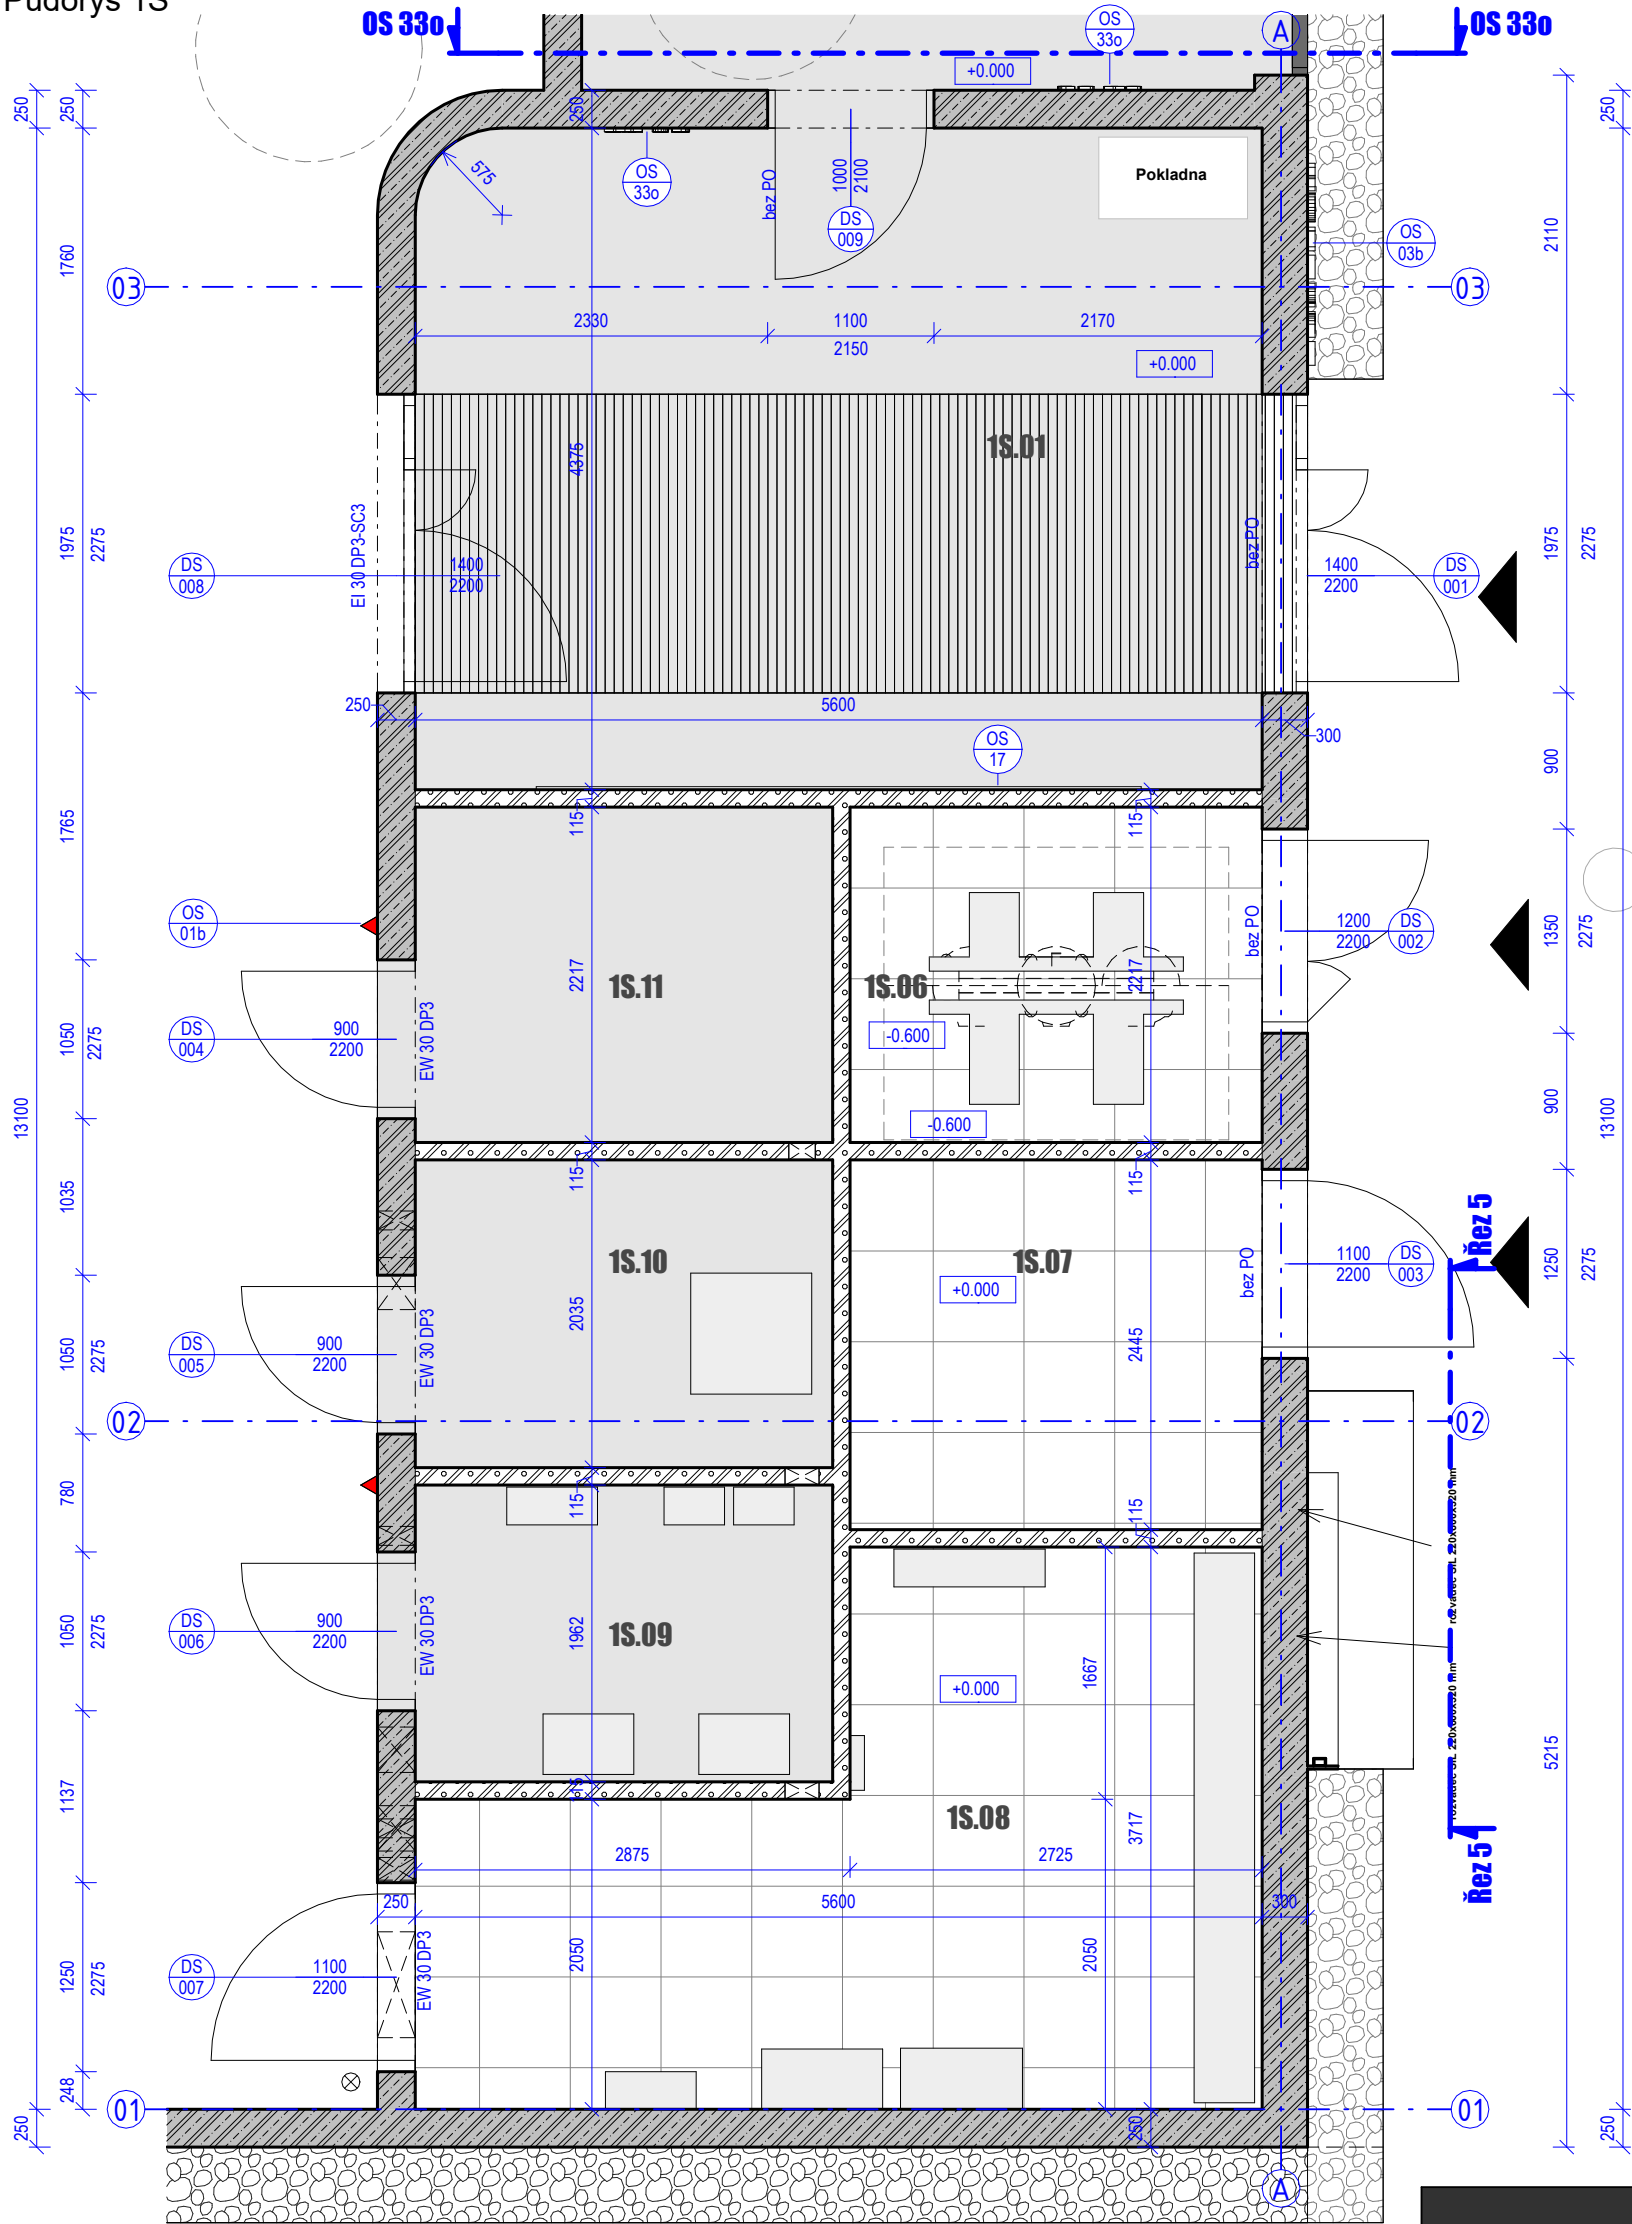 Půdorys 1S
OS 33o
OS 33o
OS
33o
A
+0.000
250
250
250
250
575
OS
33o
bez PO
1000
2100
DS
009
Pokladna
OS
03b
1760
2110
03
03
2330
1100
2170
2150
+0.000
1S.01
4375
EI 30 DP3-SC3
bez PO
1975
2275
1975
2275
DS
008
1400
2200
1400
2200
DS
001
250
5600
300
OS
17
900
115
115
1765
OS
01b
1200
2200
DS
002
bez PO
1350
2275
2217
1S.11
1S.06
2217
-0.600
DS
004
900
2200
EW 30 DP3
1050
2275
-0.600
900
13100
13100
115
115
1035
1S.10
1S.07
Řez 5
bez PO
1100
2200
DS
003
1250
2275
+0.000
2035
2445
DS
005
900
2200
EW 30 DP3
1050
2275
02
02
780
115
115
DS
006
900
2200
EW 30 DP3
1050
2275
1962
1S.09
1667
+0.000
5215
1137
115
1S.08
3717
Řez 5
2875
2725
250
5600
300
DS
007
1100
2200
EW 30 DP3
1250
2275
2050
2050
248
01
01
250
250
250
A